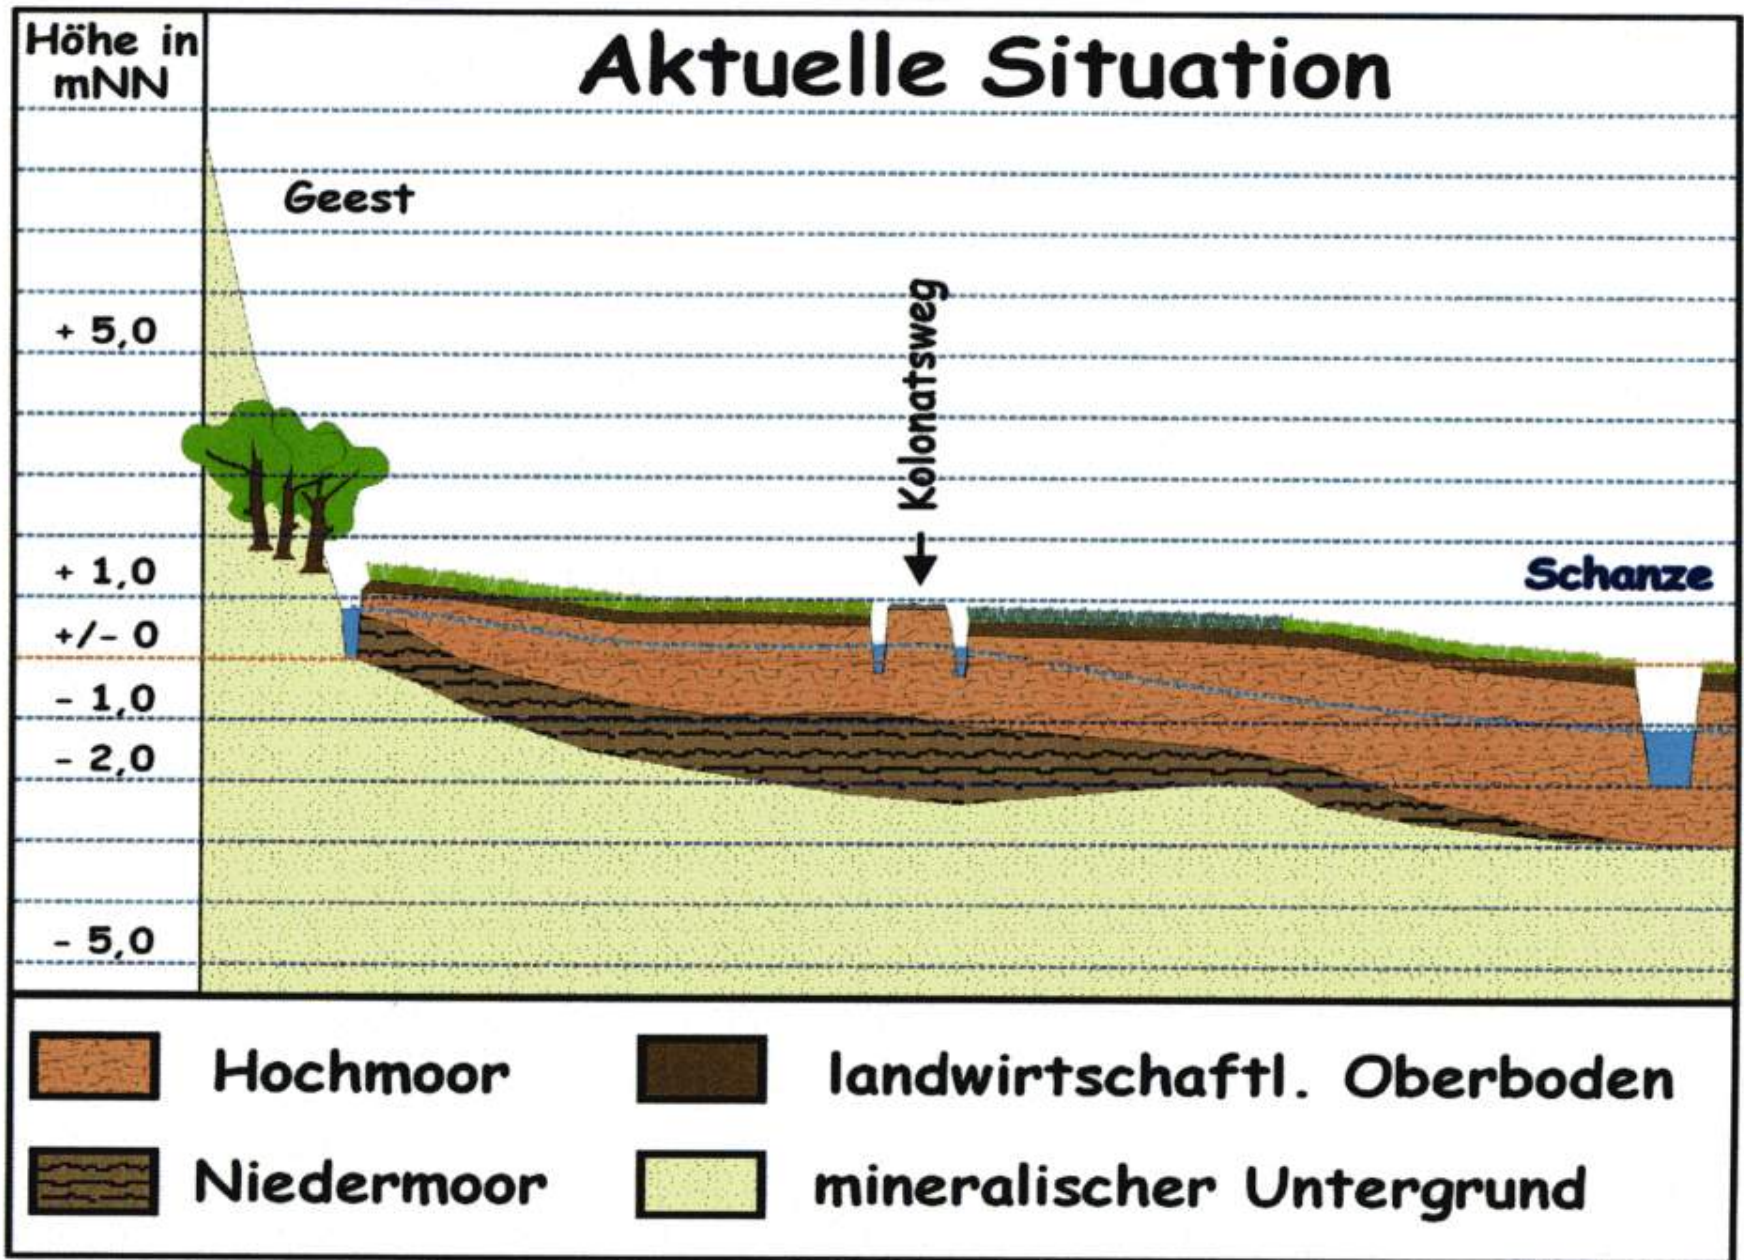 Höhe in
mNN
Aktuelle Situation
Geest
+ 5,0
Kolonatsweg
+ 1,0
Schanze
+/- 0
- 1,0
- 2,0
- 5,0
Hochmoor
landwirtschaftl. Oberboden
Niedermoor
mineralischer Untergrund